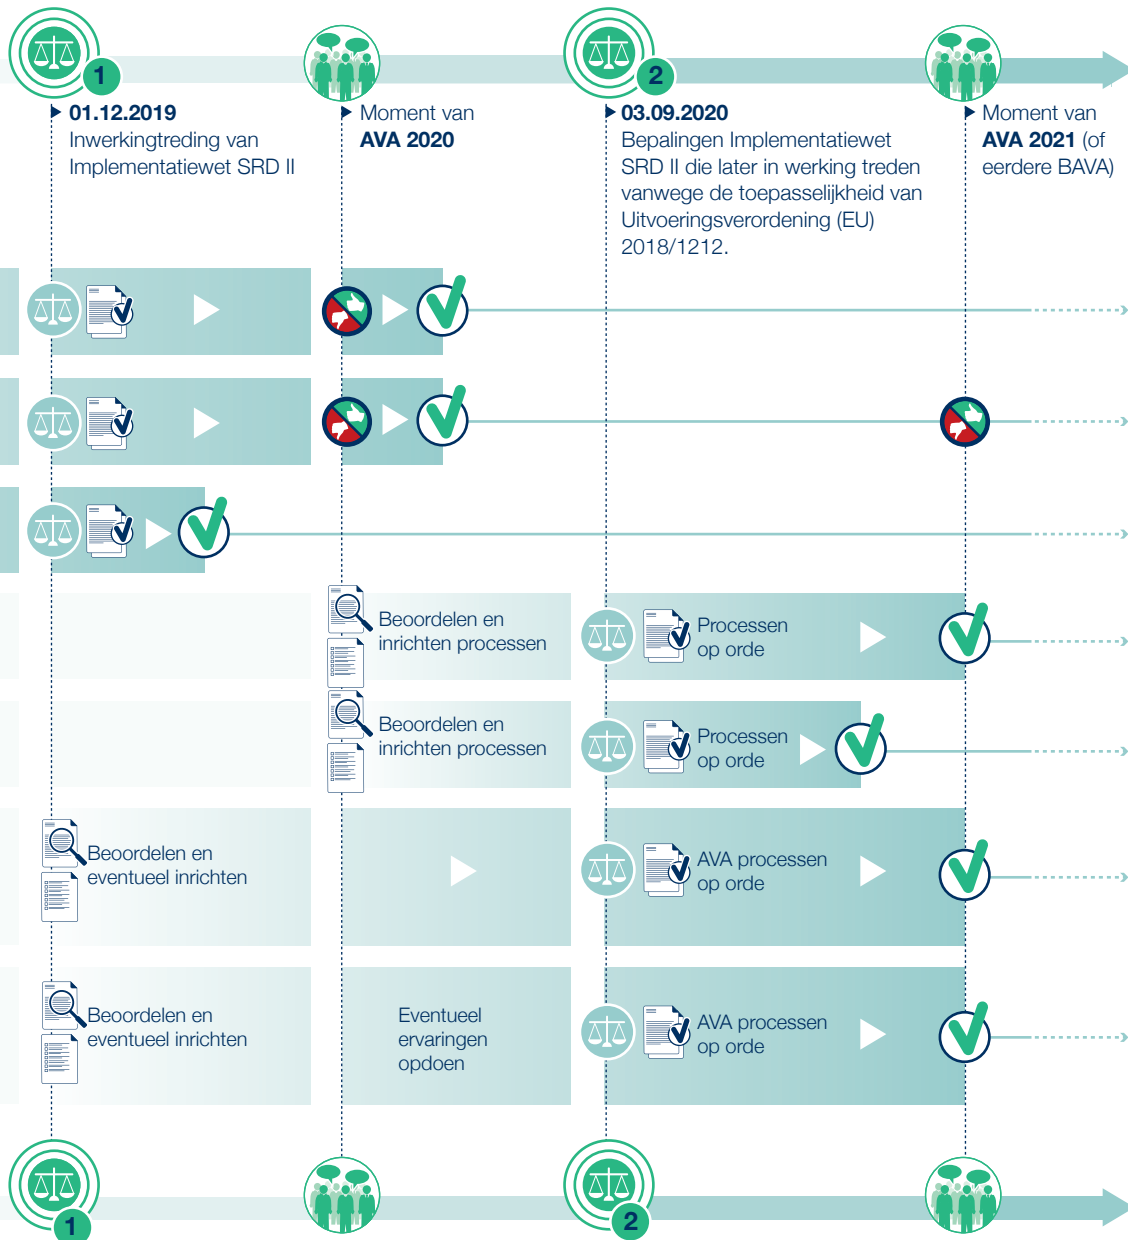 1
2
01.12.2019
Inwerkingtreding van
Implementatiewet SRD II
Moment van
AVA 2020
03.09.2020
Bepalingen Implementatiewet
SRD II die later in werking treden
vanwege de toepasselijkheid van
Uitvoeringsverordening (EU)
2018/1212.
Moment van
AVA 2021 (of
eerdere BAVA)
Beoordelen en
inrichten processen
Processen
op orde
Beoordelen en
inrichten processen
Processen
op orde
Beoordelen en
eventueel inrichten
AVA processen
op orde
Beoordelen en
eventueel inrichten
Eventueel
ervaringen
opdoen
AVA processen
op orde
1
2